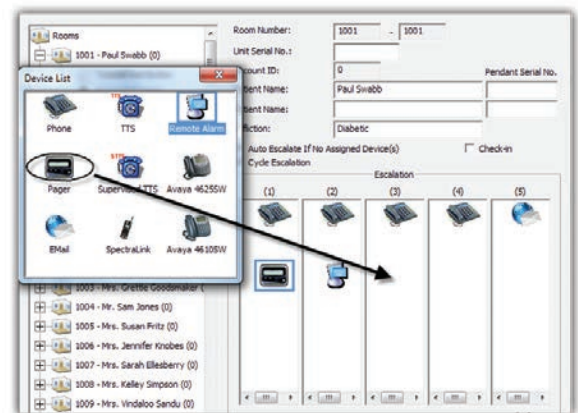 Rooms
1001 - Paul Swabb (0)
Device List
Phone
TTS
Remote Alarm
Pager
Supervised TTS
Avaya 4625SW
EMail
SpectraLink
Avaya 4610SW
1003 - Mrs. Grettie Goodsmaker (
1004 - Mr. Sam Jones (0)
1005 - Mrs. Susan Fritz (0)
1006 - Mrs. Jennifer Knobes (0)
1007 - Mrs. Sarah Ellesberry (0)
1008 - Mrs. Kelley Simpson (0)
1009 - Mrs. Vindaloo Sandu (0)
Room Number: 1001 - 1001
Unit Serial No.:
count ID: 0
Pendant Serial No.
tient Name: Paul Swabb
tient Name:
fliction: Diabetic
Auto Escalate If No Assigned Device(s)
Check-in
Cycle Escalation
Escalation
(1) (2) (3) (4) (5)